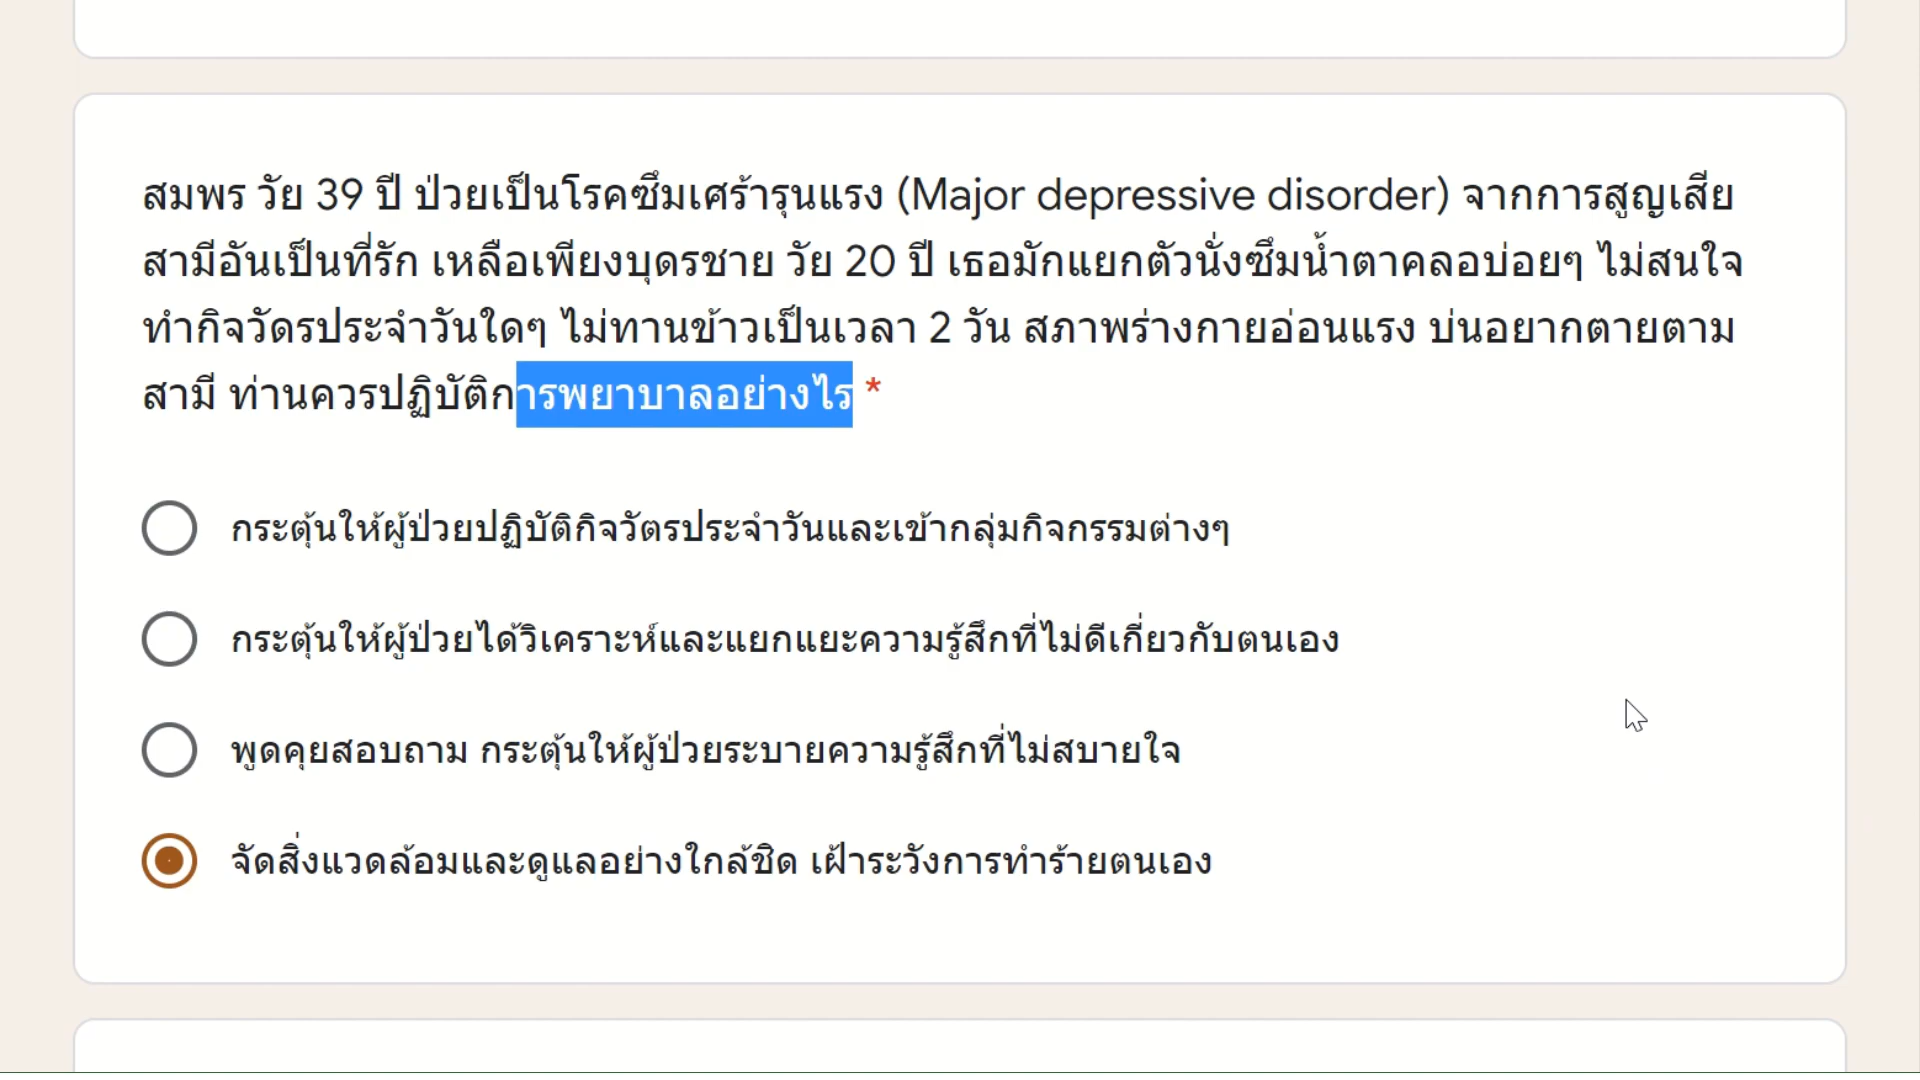 สมพร วัย 39 ปี ป่วยเป็นโรคซึมเศร้ารุนแรง (Major depressive disorder) จากการสูญเสีย
สามีอันเป็นที่รัก เหลือเพียงบุดรชาย วัย 20 ปี เธอมักแยกตัวนั่งซึมน้ำตาคลอบ่อยๆ ไม่สนใจ
ทำกิจวัดรประจำวันใดๆ ไม่ทานข้าวเป็นเวลา 2 วัน สภาพร่างกายอ่อนแรง บ่นอยากตายตาม
สามี ท่านควรปฏิบัติการพยาบาลอย่างไร *
กระตุ้นให้ผู้ป่วยปฏิบัติกิจวัตรประจำวันและเข้ากลุ่มกิจกรรมต่างๆ
กระตุ้นให้ผู้ป่วยได้วิเคราะห์และแยกแยะความรู้สึกที่ไม่ดีเกี่ยวกับตนเอง
พูดคุยสอบถาม กระตุ้นให้ผู้ป่วยระบายความรู้สึกที่ไม่สบายใจ
จัดสิ่งแวดล้อมและดูแลอย่างใกล้ชิด เฝ้าระวังการทำร้ายตนเอง